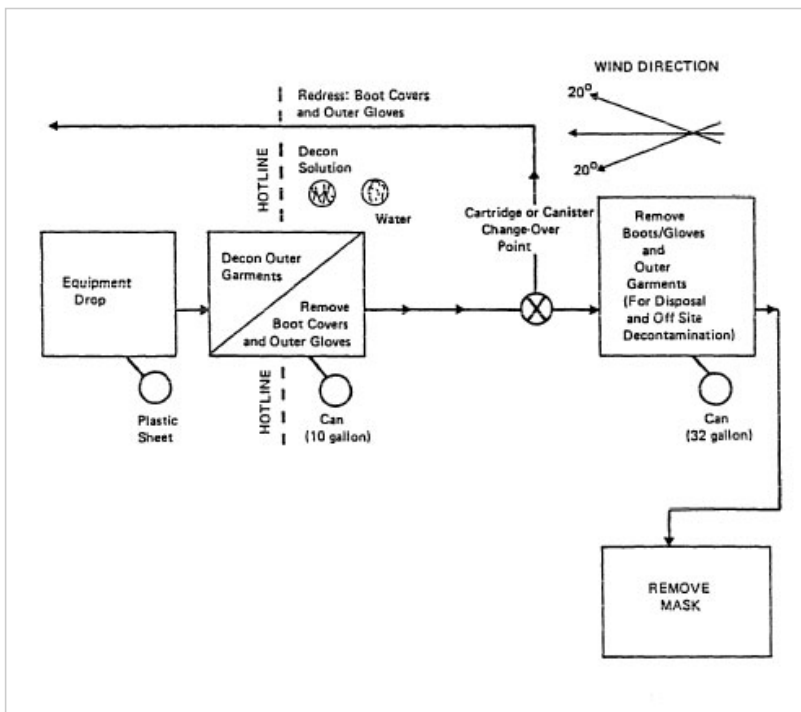 WIND DIRECTION
20°
20°
Redress: Boot Covers
and Outer Gloves
HOTLINE
Decon
Solution
Water
Cartridge or Canister
Change-Over
Point
Equipment
Drop
Decon Outer
Garments
Remove
Boot Covers
and Outer Gloves
Remove
Boots/Gloves
and
Outer
Garments
(For Disposal
and Off Site
Decontamination)
Plastic
Sheet
HOTLINE
Can
(10 gallon)
Can
(32 gallon)
REMOVE
MASK